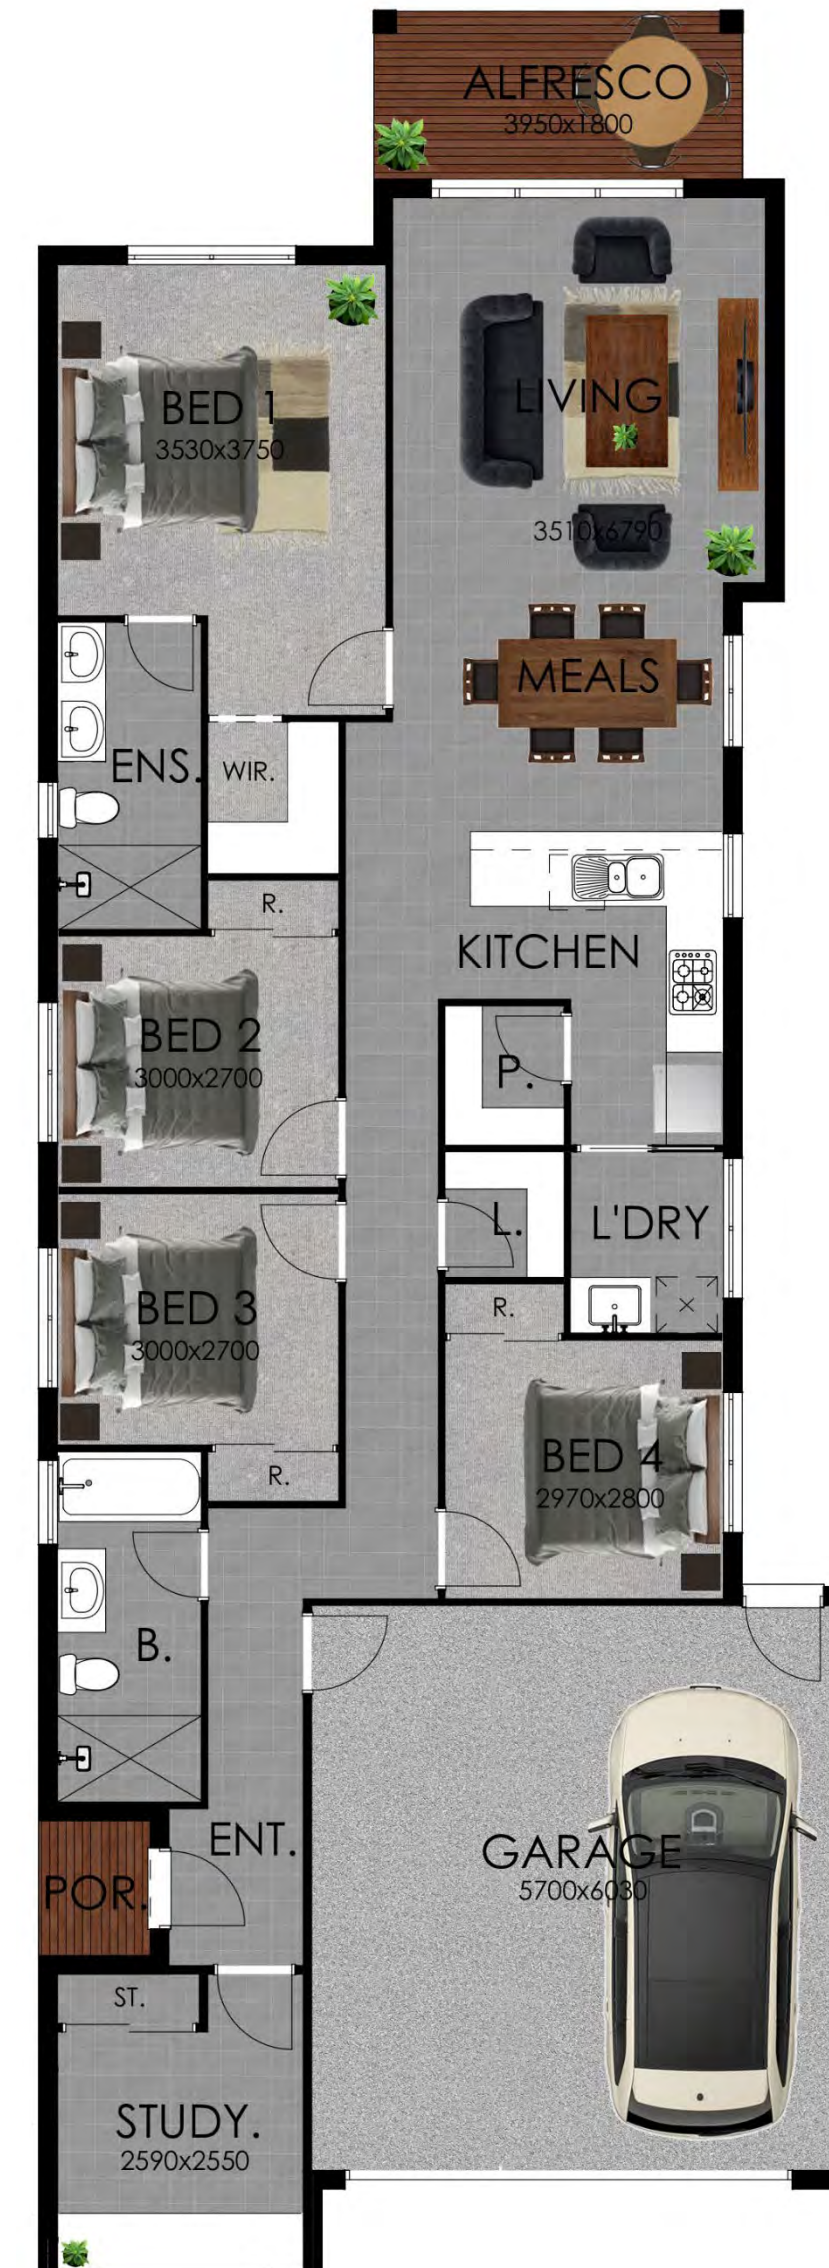 ALFRESCO
3950x1800
BED 1
3530x3750
LIVING
3510x6790
MEALS
ENS.
WIR.
R.
KITCHEN
BED 2
3000x2700
P.
L.
L'DRY
BED 3
3000x2700
R.
R.
BED 4
2970x2800
B.
ENT.
GARAGE
5700x6030
POR.
ST.
STUDY.
2590x2550